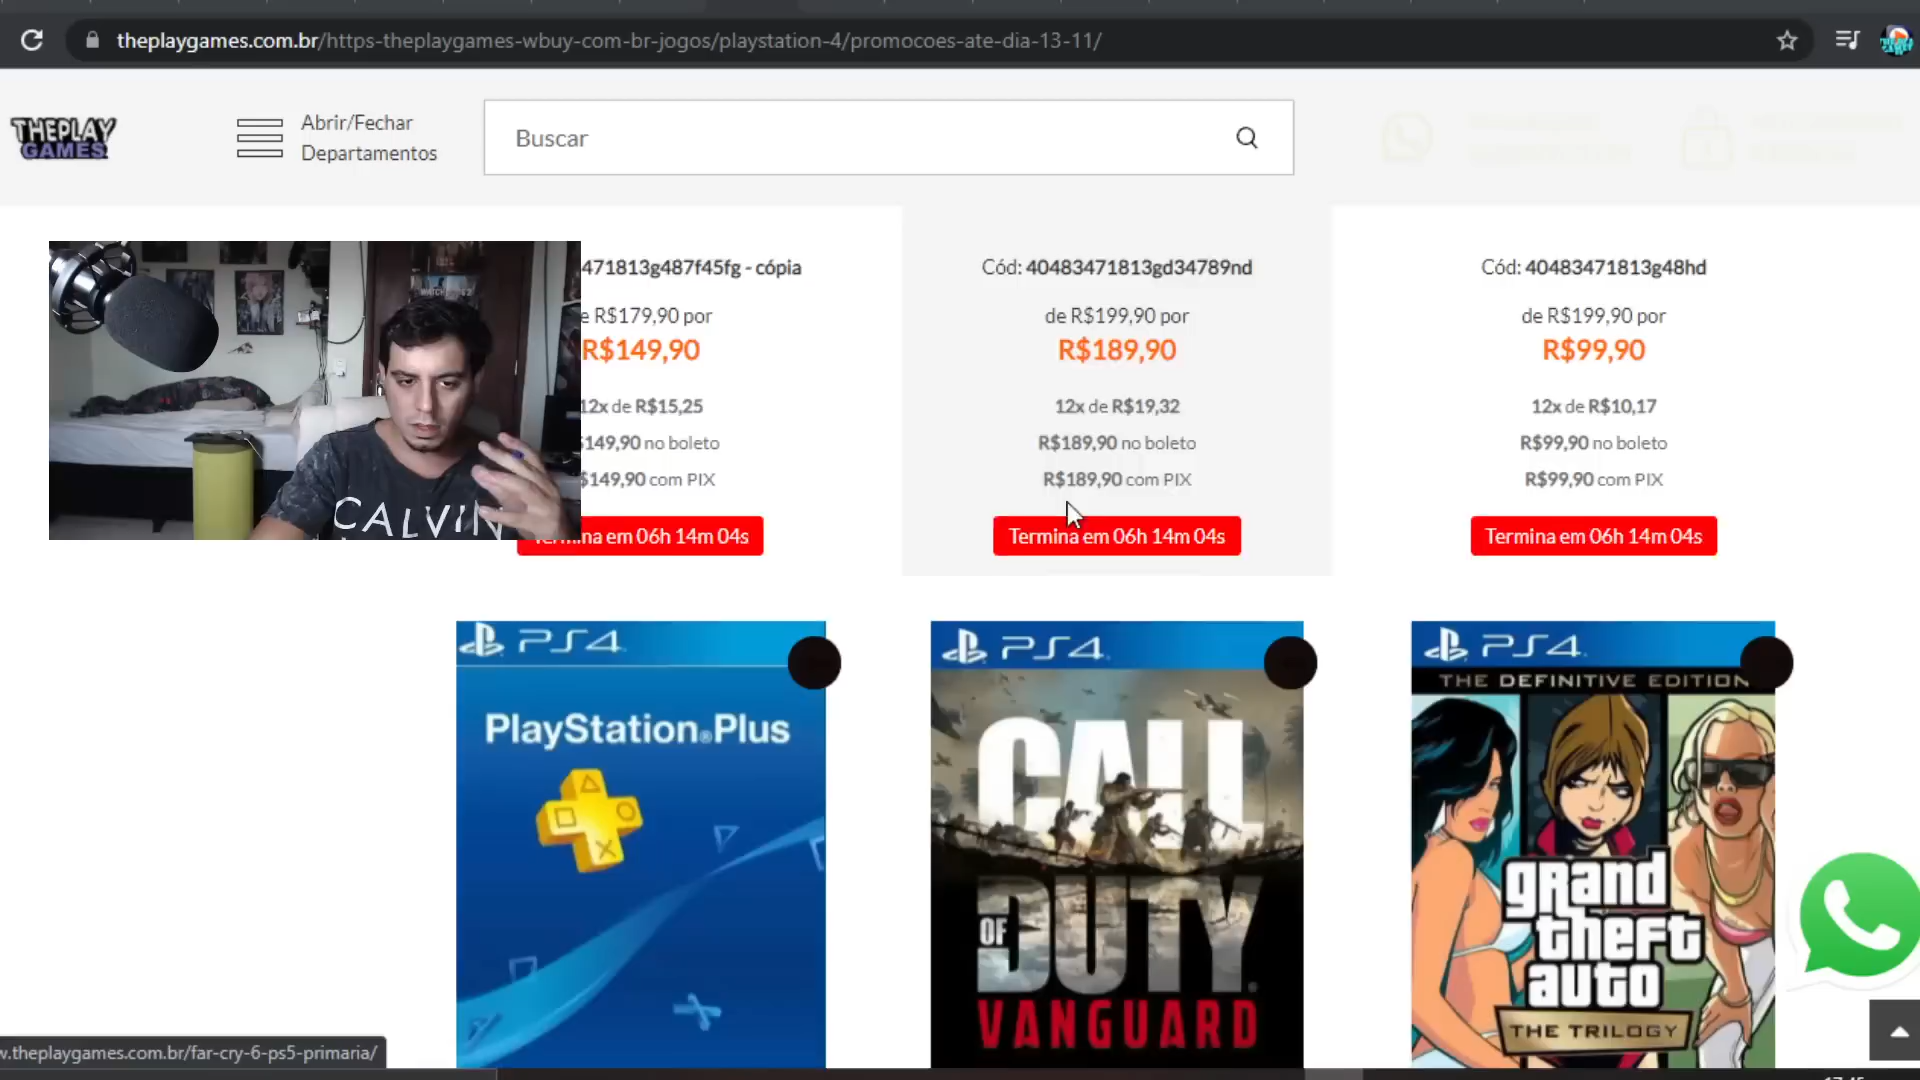 theplaygames.com.br/https-theplaygames-wbuy-com-br-jogos/playstation-4/promocoes-ate-dia-13-11/
THEPLAY
GAMES
Abrir/Fechar
Departamentos
Buscar
471813g487f45fg - cópia
Cód: 40483471813gd34789nd
Cód: 40483471813g48hd
e R$179,90 por
de R$199,90 por
de R$199,90 por
R$149,90
R$189,90
R$99,90
12x de R$15,25
12x de R$19,32
12x de R$10,17
$149,90 no boleto
R$189,90 no boleto
R$99,90 no boleto
$149,90 com PIX
R$189,90 com PIX
R$99,90 com PIX
CALVIN
Termina em 06h 14m 04s
Termina em 06h 14m 04s
Termina em 06h 14m 04s
PS4
PS4
PS4
THE DEFINITIVE EDITION
PlayStation Plus
CALL
OF DUTY
VANGUARD
grand
theft
auto
THE TRILOGY
w.theplaygames.com.br/far-cry-6-ps5-primaria/